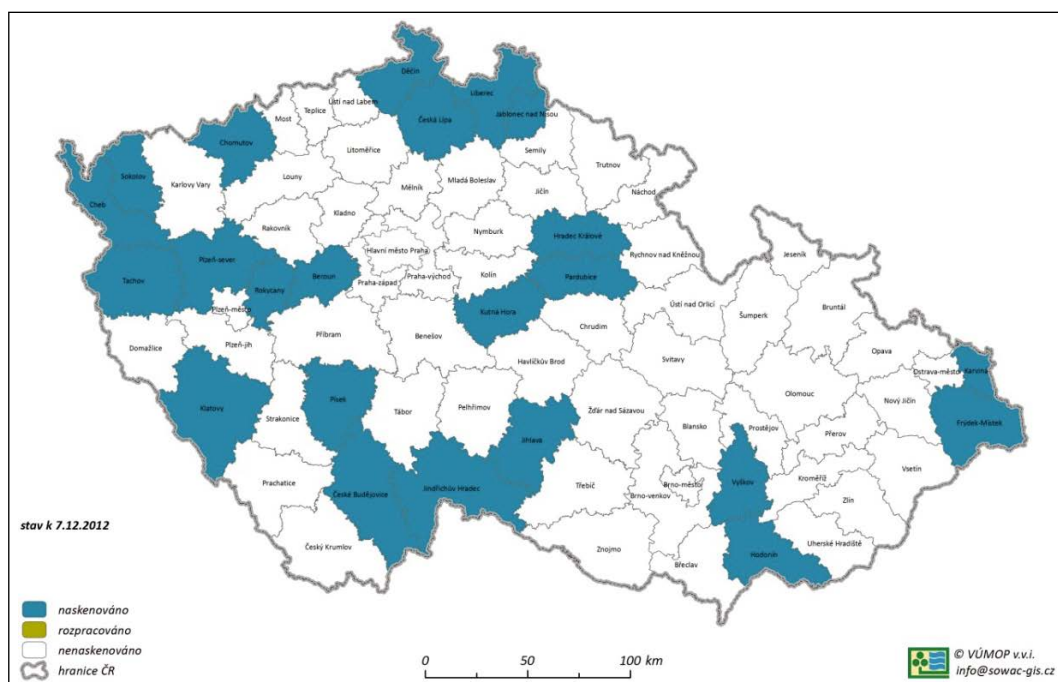 Děčín
Liberec
Ústí nad Labem
Teplice
Česká Lípa
Jablonec nad Nisou
Most
Chomutov
Litoměřice
Semily
Trutnov
Sokolov
Karlovy Vary
Louny
Mělník
Mladá Boleslav
Jičín
Náchod
Cheb
Kladno
Rakovník
Nymburk
Hradec Králové
Hlavní město Praha
Rychnov nad Kněžnou
Jeseník
Plzeň-sever
Tachov
Rokycany
Beroun
Praha-západ
Praha-východ
Kolín
Pardubice
Ústí nad Orlicí
Šumperk
Bruntál
Plzeň-město
Kutná Hora
Příbram
Benešov
Chrudim
Domažlice
Plzeň-jih
Havlíčkův Brod
Svitavy
Opava
Ostrava-město
Karviná
Olomouc
Nový Jičín
Klatovy
Písek
Strakonice
Tábor
Pelhřimov
Žďár nad Sázavou
Frýdek-Místek
Blansko
Prostějov
Přerov
Jihlava
Vsetín
Prachatice
České Budějovice
Jindřichův Hradec
Třebíč
Brno-venkov
Brno-město
Vyškov
Kroměříž
Zlín
Český Krumlov
Znojmo
Břeclav
Hodonín
Uherské Hradiště
stav k 7.12.2012
naskenováno
rozpracováno
nenaskenováno
hranice ČR
0 50 100 km
© VÚMOP v.v.i.
info@sowac-gis.cz